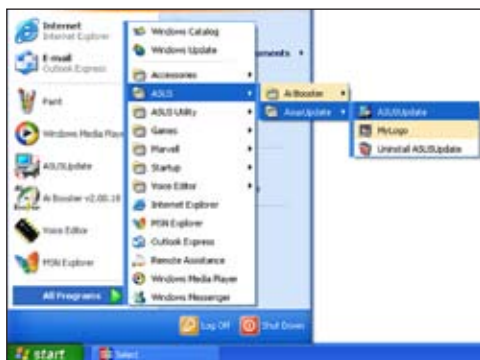 Internet
Internet Explorer
E-mail
Outlook Express
Paint
Windows Media Player
ASUSUpdate
Ai Booster v2.00.18
Voice Editor
MSN Explorer
All Programs
Windows Catalog
Windows Update
Accessories
ASUS
ASUS Utility
Games
Marvell
Startup
Voice Editor
Internet Explorer
MSN Explorer
Outlook Express
Remote Assistance
Windows Media Player
Windows Messenger
Ai Booster
AsusUpdate
ASUSUpdate
MyLogo
Uninstall ASUSUpdate
Log Off
Shut Down
start